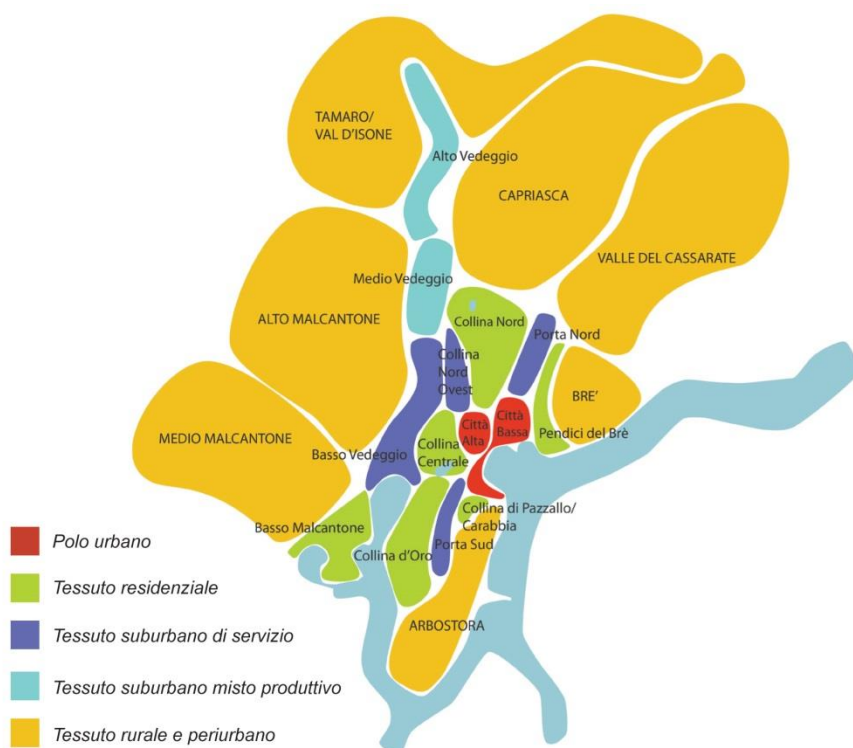 TAMARO/
VAL D'ISONE
Alto Vedeggio
CAPRIASCA
VALLE DEL CASSARATE
Medio Vedeggio
ALTO MALCANTONE
Collina Nord
Porta Nord
Collina
Nord
Ovest
BRE'
MEDIO MALCANTONE
Città
Alta
Città
Bassa
Pendici del Brè
Basso Vedeggio
Collina
Centrale
Collina di Pazzallo/
Carabbia
Basso Malcantone
Collina d'Oro
Porta Sud
ARBOSTORA
Polo urbano
Tessuto residenziale
Tessuto suburbano di servizio
Tessuto suburbano misto produttivo
Tessuto rurale e periurbano